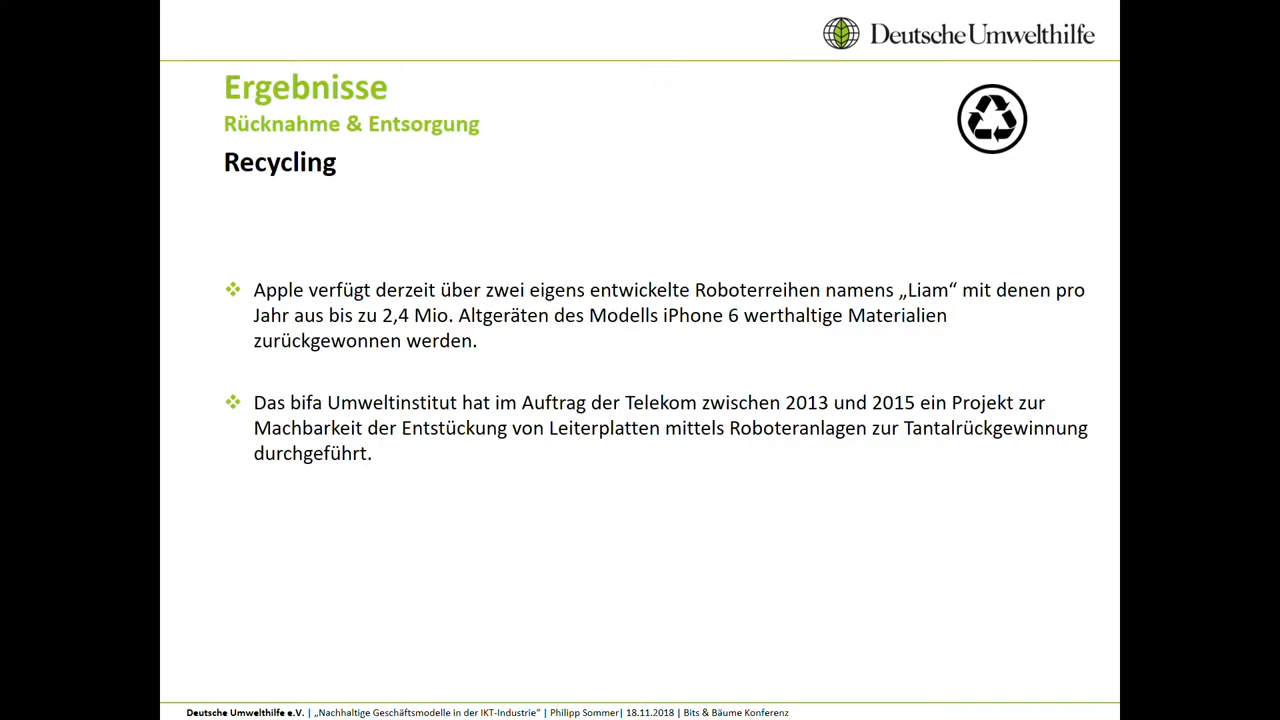 Deutsche Umwelthilfe
Ergebnisse
Rücknahme & Entsorgung
Recycling
Apple verfügt derzeit über zwei eigens entwickelte Roboterreihen namens „Liam“ mit denen pro
Jahr aus bis zu 2,4 Mio. Altgeräten des Modells iPhone 6 werthaltige Materialien
zurückgewonnen werden.
Das bifa Umweltinstitut hat im Auftrag der Telekom zwischen 2013 und 2015 ein Projekt zur
Machbarkeit der Entstückung von Leiterplatten mittels Roboteranlagen zur Tantalrückgewinnung
durchgeführt.
Deutsche Umwelthilfe e.V. | „Nachhaltige Geschäftsmodelle in der IKT-Industrie“ | Philipp Sommer| 18.11.2018 | Bits & Bäume Konferenz